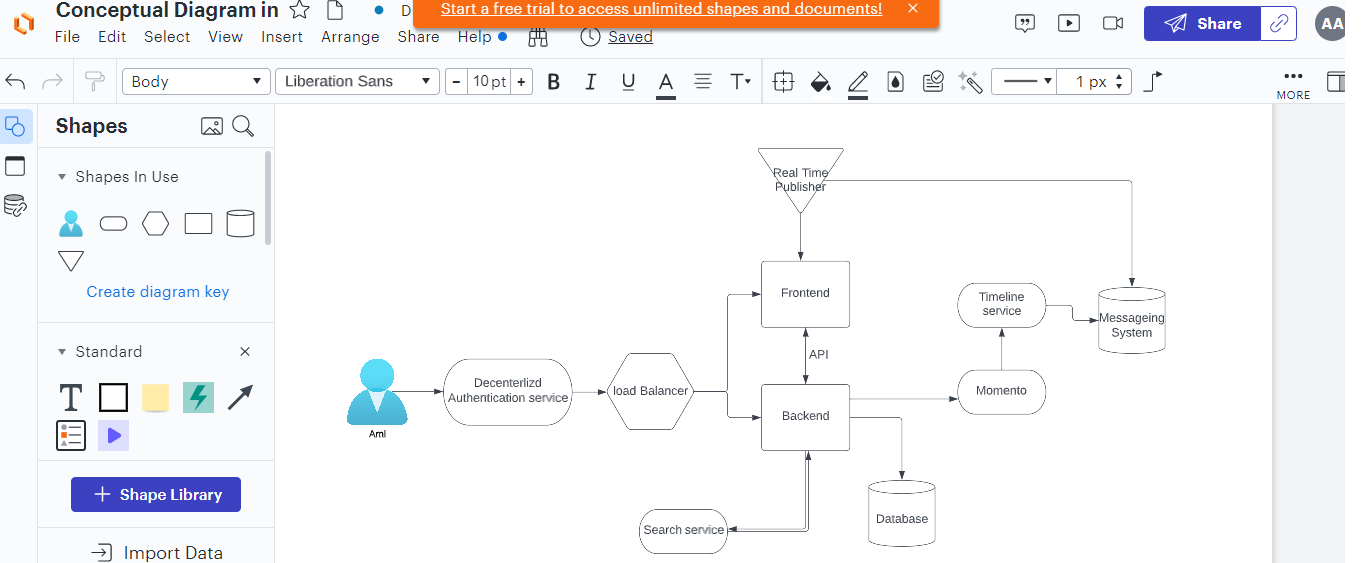 Conceptual Diagram in
D
Start a free trial to access unlimited shapes and documents!
Share
AA
File Edit Select View Insert Arrange Share Help
Saved
Body
Liberation Sans
- 10 pt +
B I U A T
1 px
MORE
Shapes
Shapes In Use
Create diagram key
Standard
T
+ Shape Library
Import Data
Real Time
Publisher
Frontend
API
Backend
Timeline
service
Messageing
System
Momento
Decenterlizd
Authentication service
load Balancer
Aml
Search service
Database